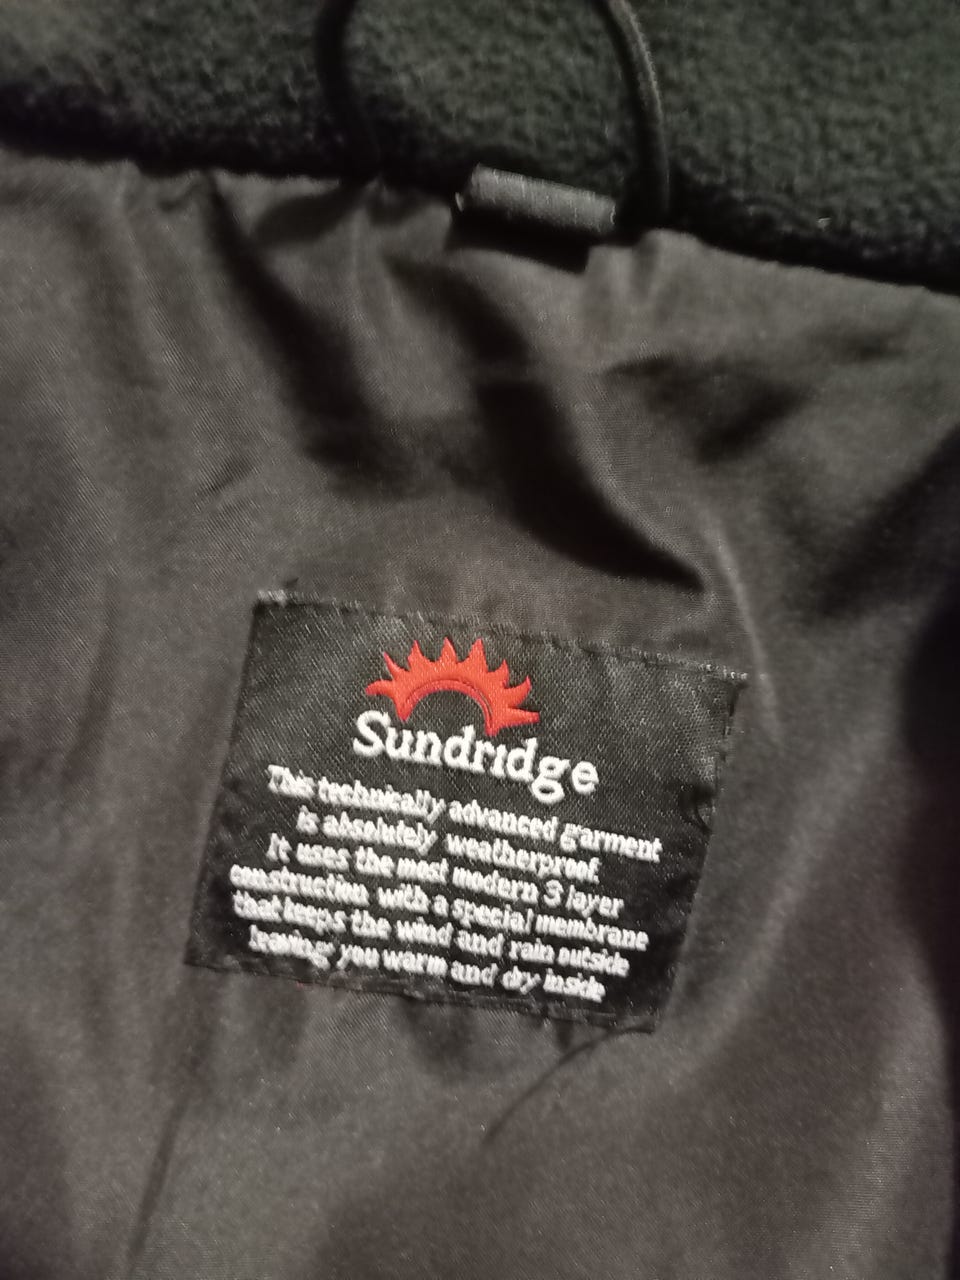 Sundridge
This technically advanced garment
is absolutely weatherproof.
It uses the most modern 3 layer
construction with a special membrane
that keeps the wind and rain outside
leaving you warm and dry inside